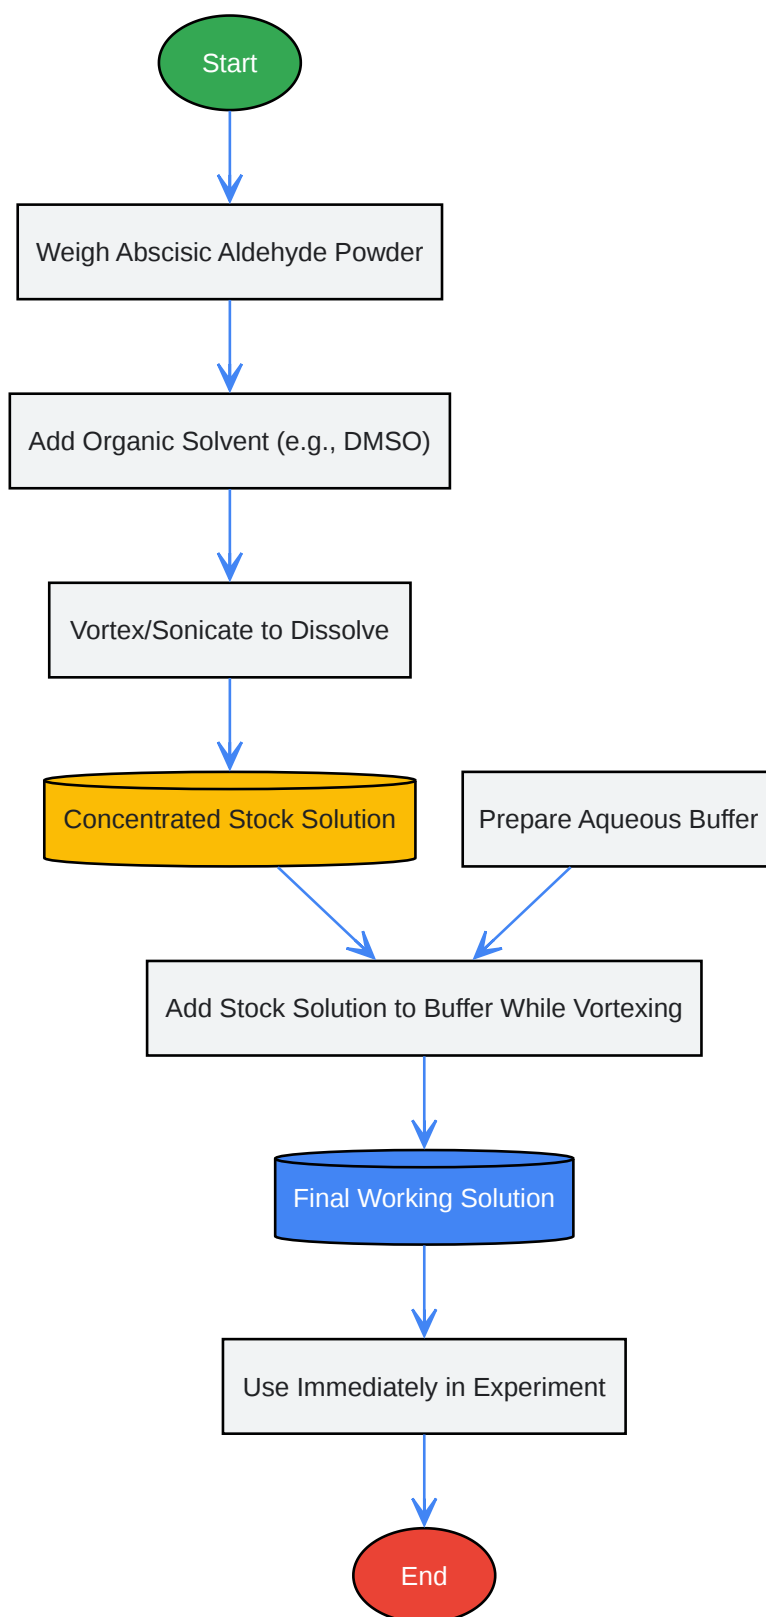 Start
Weigh Abscisic Aldehyde Powder
Add Organic Solvent (e.g., DMSO)
Vortex/Sonicate to Dissolve
Concentrated Stock Solution
Prepare Aqueous Buffer
Add Stock Solution to Buffer While Vortexing
Final Working Solution
Use Immediately in Experiment
End